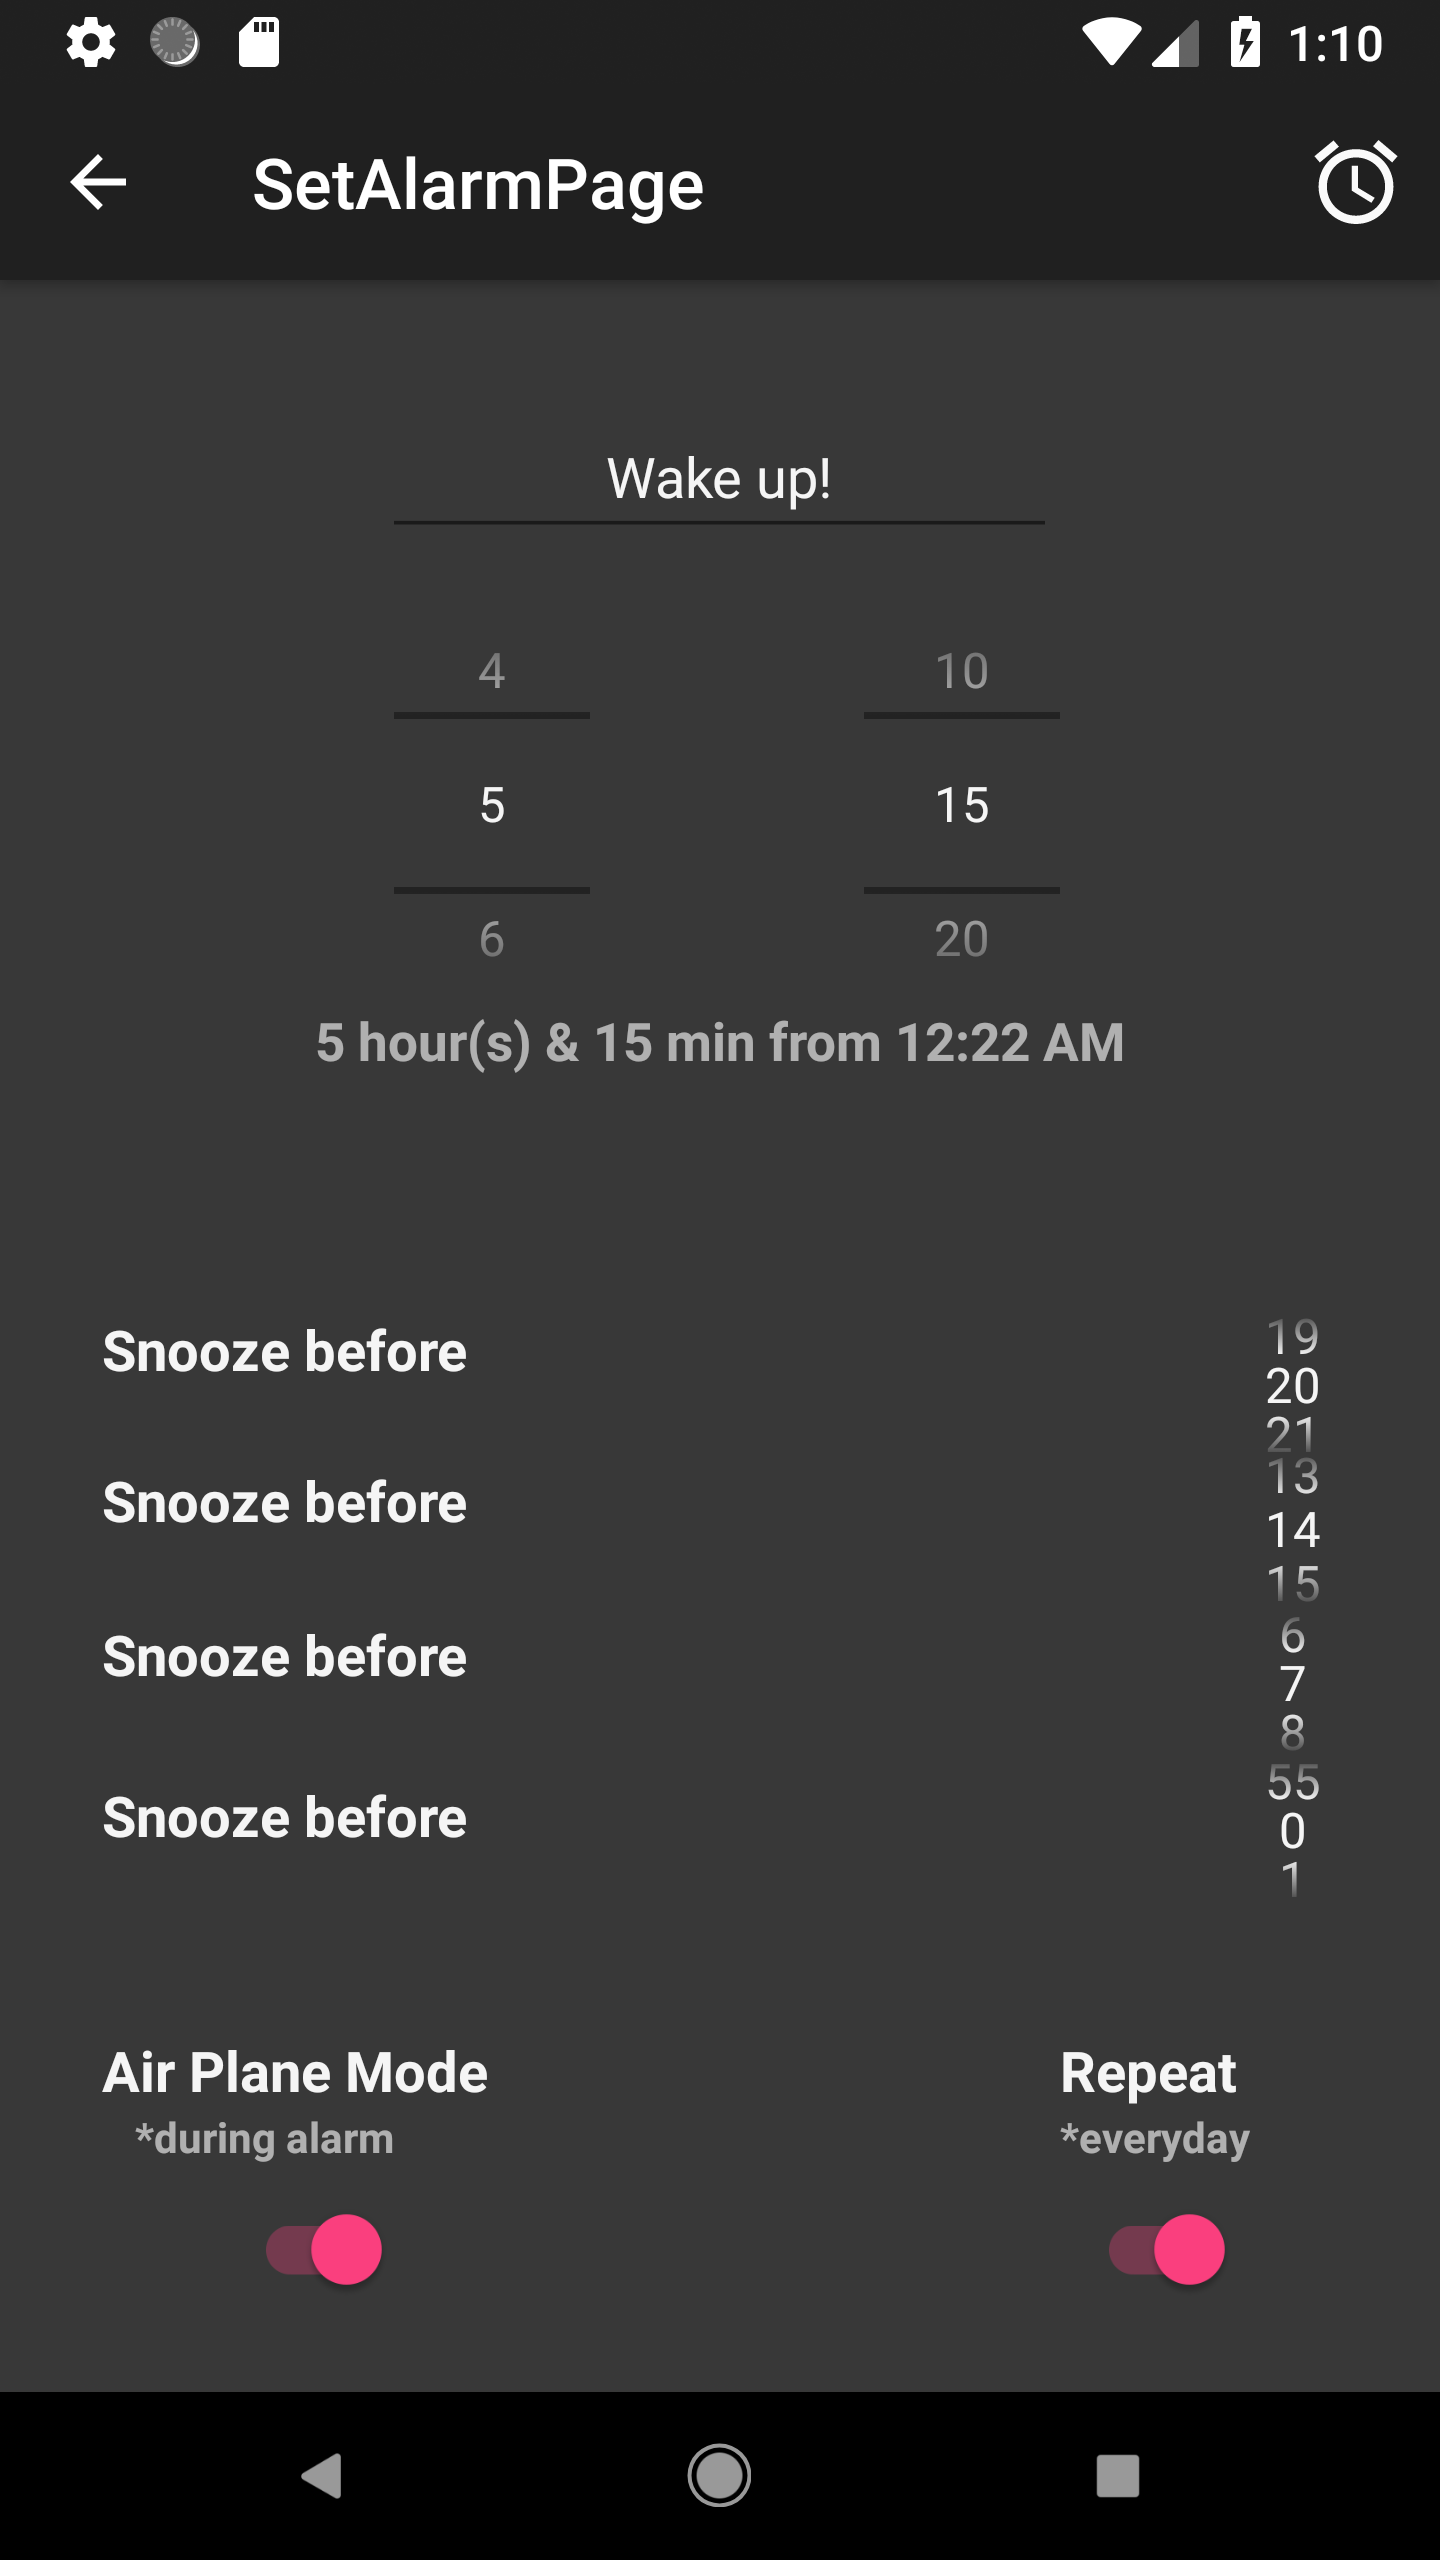 1:10
SetAlarmPage
Wake up!
4 10
5 15
6 20
5 hour(s) & 15 min from 12:22 AM
19
Snooze before
20
21
13
Snooze before
14
15
6
Snooze before
7
8
55
Snooze before
0
1
Air Plane Mode Repeat
*during alarm *everyday